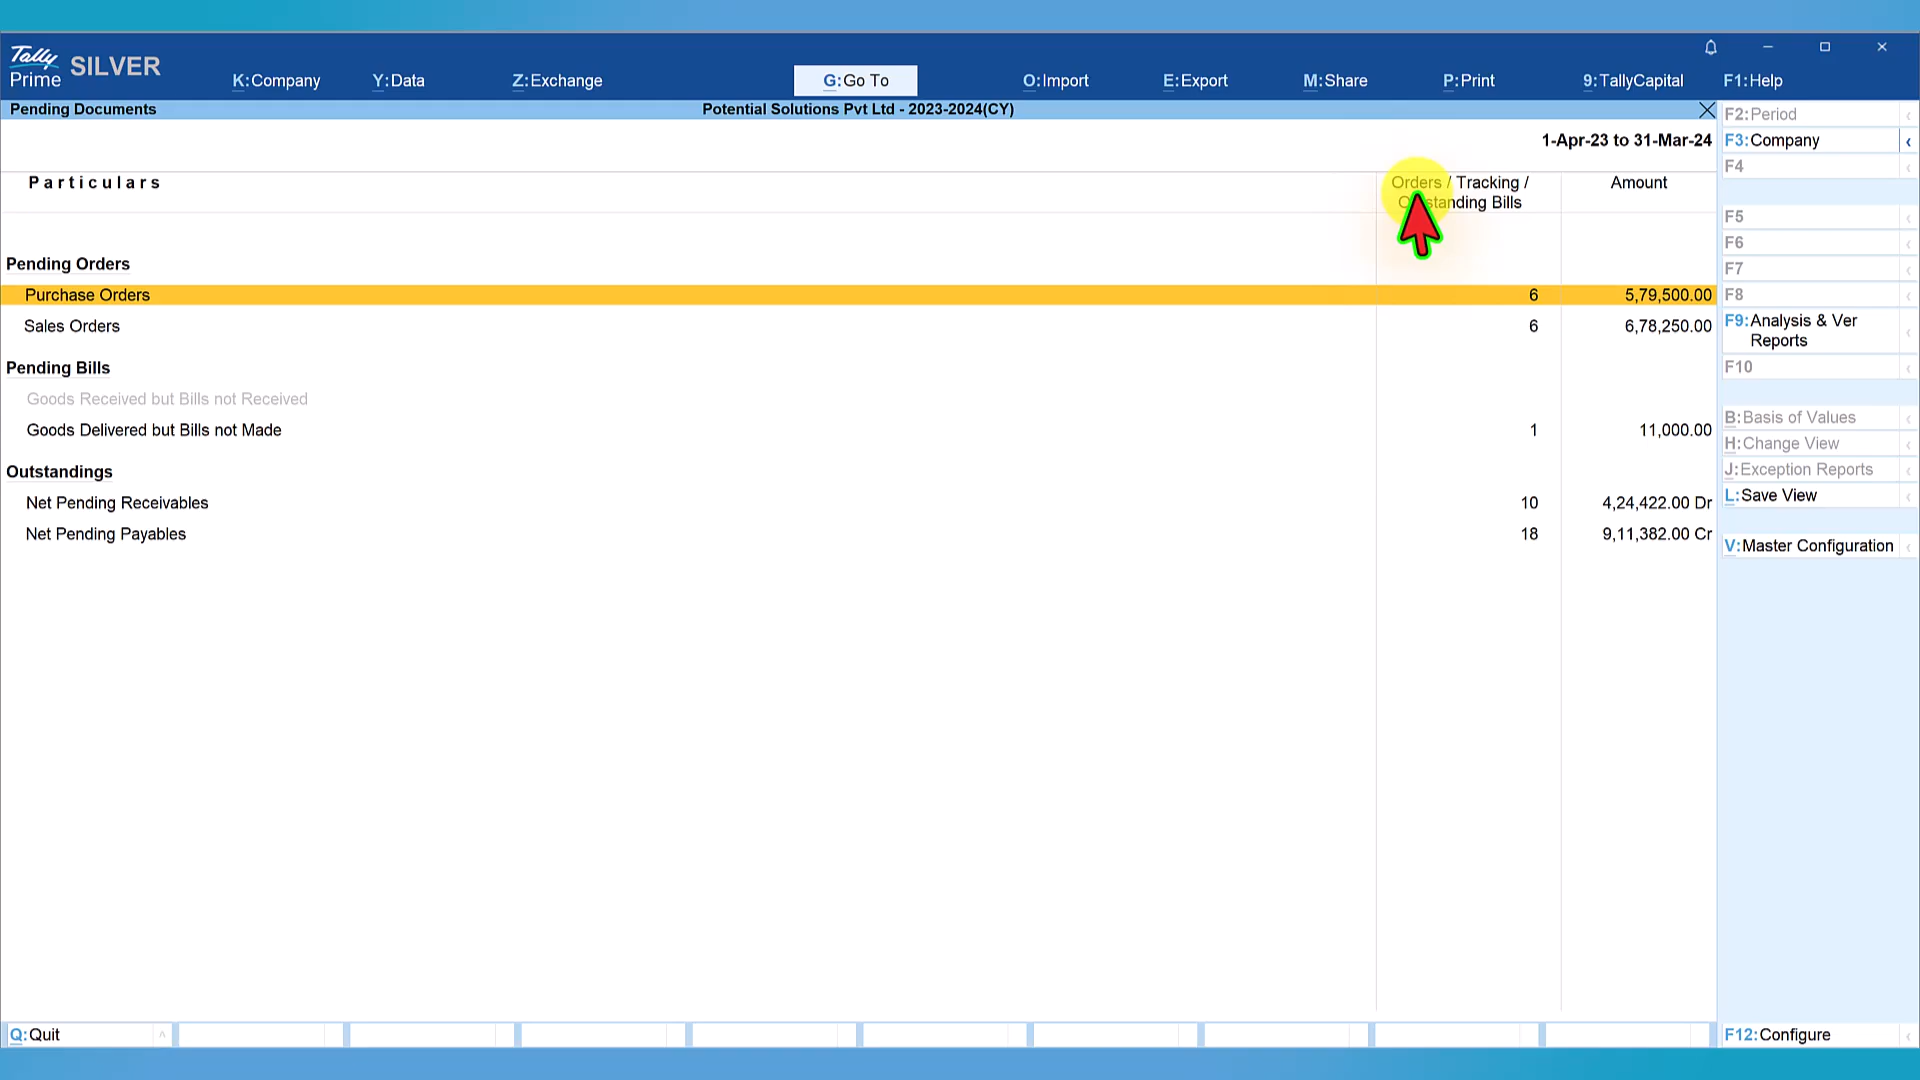 Tally
Prime SILVER
K:Company Y:Data Z:Exchange G:Go To O:Import E:Export M:Share P:Print 9:TallyCapital F1:Help
Pending Documents Potential Solutions Pvt Ltd - 2023-2024(CY)
F2:Period
1-Apr-23 to 31-Mar-24 F3:Company
F4
Particulars Orders / Tracking / Amount
standing Bills
F5
F6
Pending Orders
F7
Purchase Orders 6 5,79,500.00 F8
Sales Orders 6 6,78,250.00 F9:Analysis & Ver
Reports
Pending Bills F10
Goods Received but Bills not Received
B:Basis of Values
Goods Delivered but Bills not Made 1 11,000.00
H:Change View
Outstandings J:Exception Reports
L:Save View
Net Pending Receivables 10 4,24,422.00 Dr
Net Pending Payables 18 9,11,382.00 Cr
V:Master Configuration
Q:Quit F12:Configure